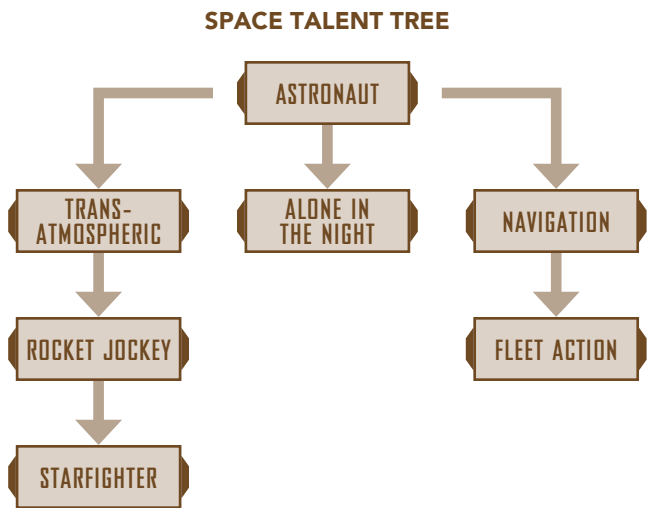 SPACE TALENT TREE
ASTRONAUT
TRANS-
ATMOSPHERIC
ALONE IN
THE NIGHT
NAVIGATION
ROCKET JOCKEY
FLEET ACTION
STARFIGHTER